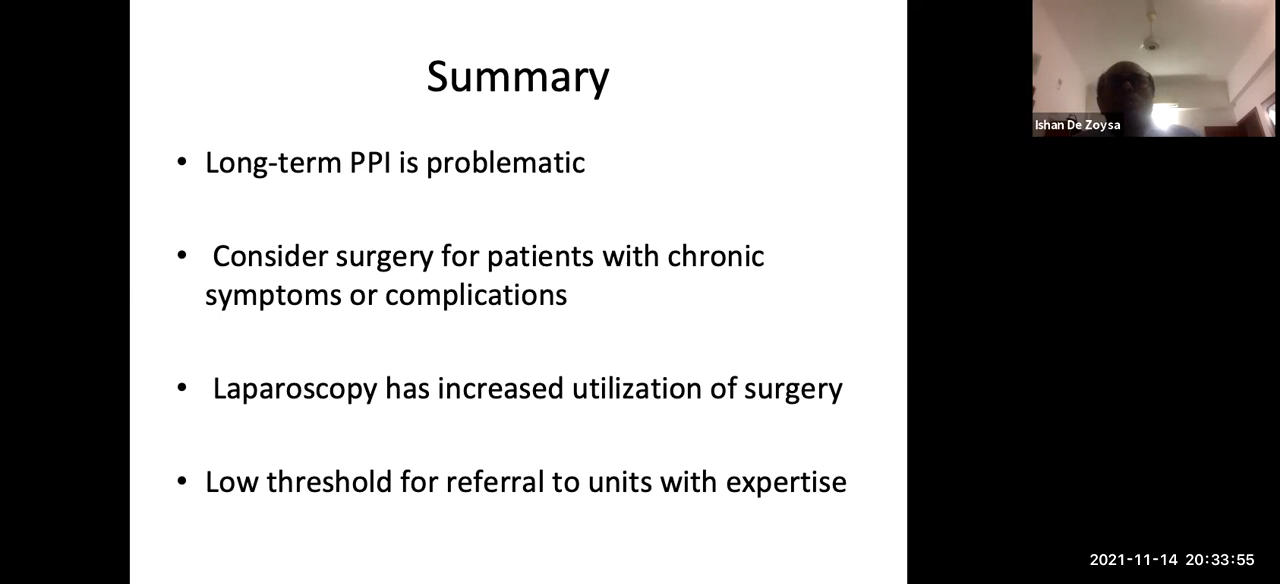 Summary
• Long-term PPI is problematic
• Consider surgery for patients with chronic
symptoms or complications
• Laparoscopy has increased utilization of surgery
• Low threshold for referral to units with expertise
Ishan De Zoysa
2021-11-14 20:33:55